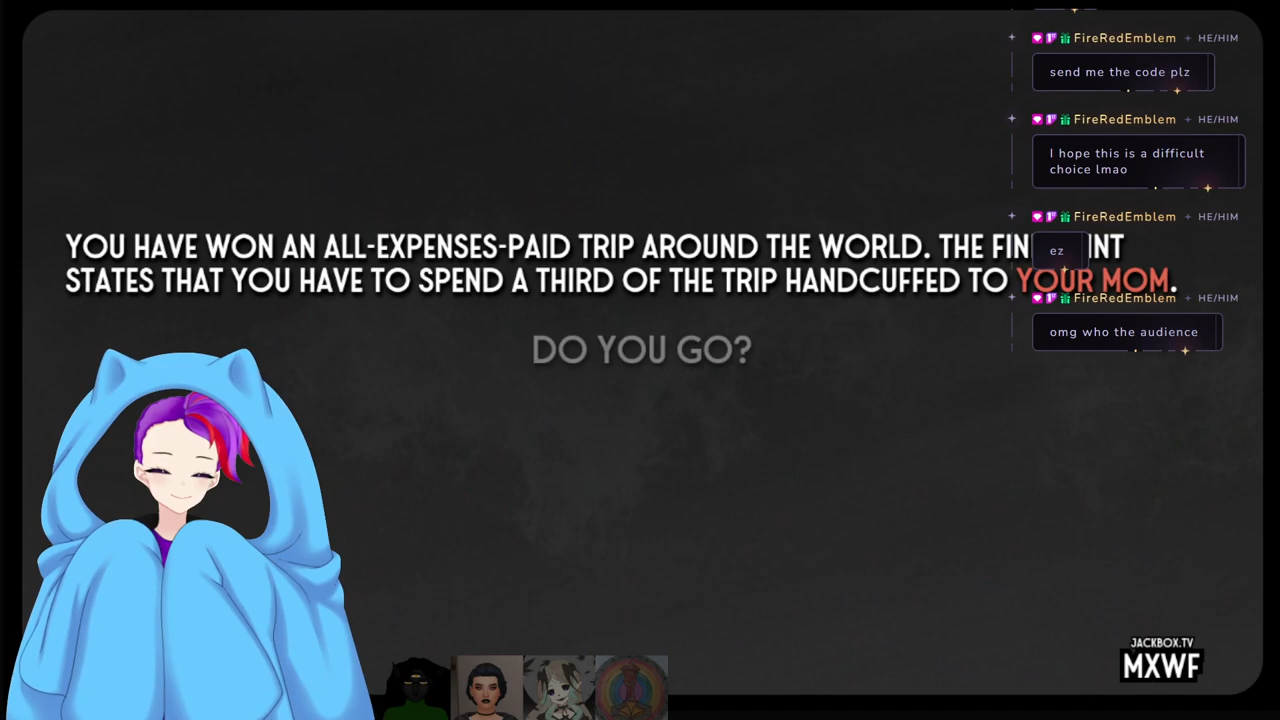 FireRedEmblem + HE/HIM
send me the code plz
FireRedEmblem + HE/HIM
I hope this is a difficult
choice lmao
FireRedEmblem + HE/HIM
ez
YOU HAVE WON AN ALL-EXPENSES-PAID TRIP AROUND THE WORLD. THE
STATES THAT YOU HAVE TO SPEND A THIRD OF THE TRIP HANDCUFFED TO YOUR MOM.
FireRedEmblem + HE/HIM
omg who the audience
DO YOU GO?
JACKBOX.TV
MXWF